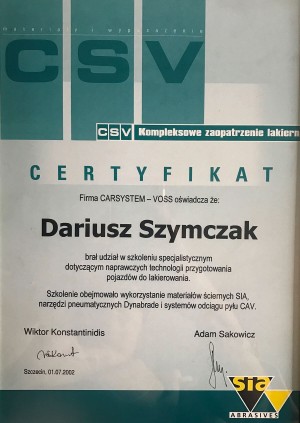 Materiały i wyposażenie
CSV
CSV Kompleksowe zaopatrzenie lakiern
CERTYFIKAT
Firma CARSYSTEM – VOSS oświadcza że:
Dariusz Szymczak
brał udział w szkoleniu specjalistycznym
dotyczącym naprawczych technologii przygotowania
pojazdów do lakierowania.
Szkolenie obejmowało wykorzystanie materiałów ściernych SIA,
narzędzi pneumatycznych Dynabrade i systemów odciągu pyłu CAV.
Wiktor Konstantinidis Adam Sakowicz
Szczecin, 01.07.2002
sia
ABRASIVES